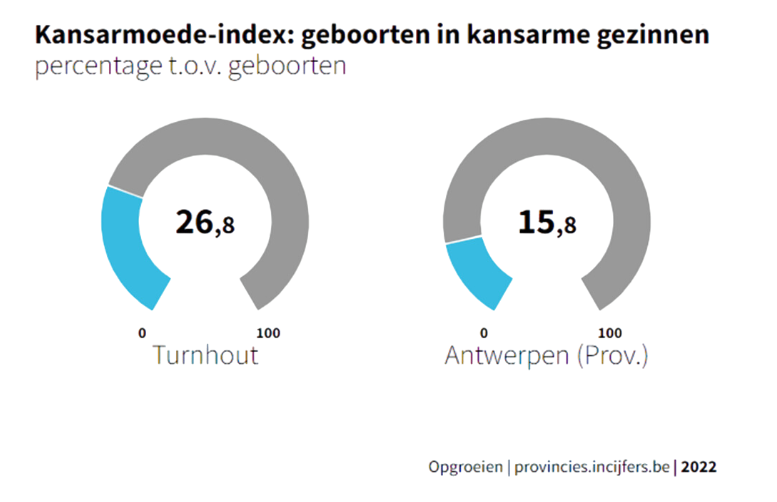 Kansarmoede-index: geboorten in kansarme gezinnen
percentage t.o.v. geboorten
26,8
15,8
0 100
0 100
Turnhout
Antwerpen (Prov.)
Opgroeien | provincies.incijfers.be | 2022